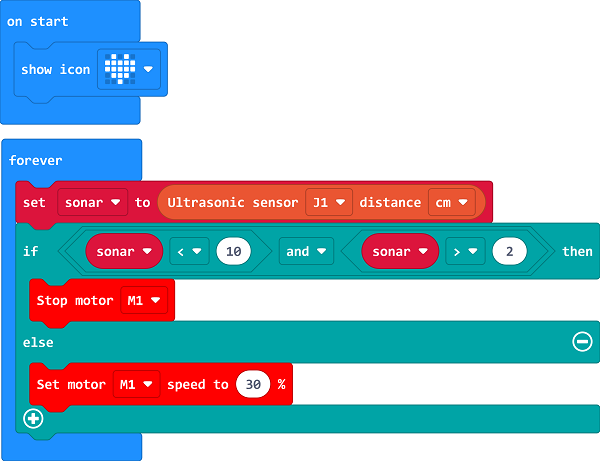 on start
show icon
forever
set sonar to Ultrasonic sensor J1 distance cm
if sonar < 10 and sonar > 2 then
Stop motor M1
else
Set motor M1 speed to 30 %